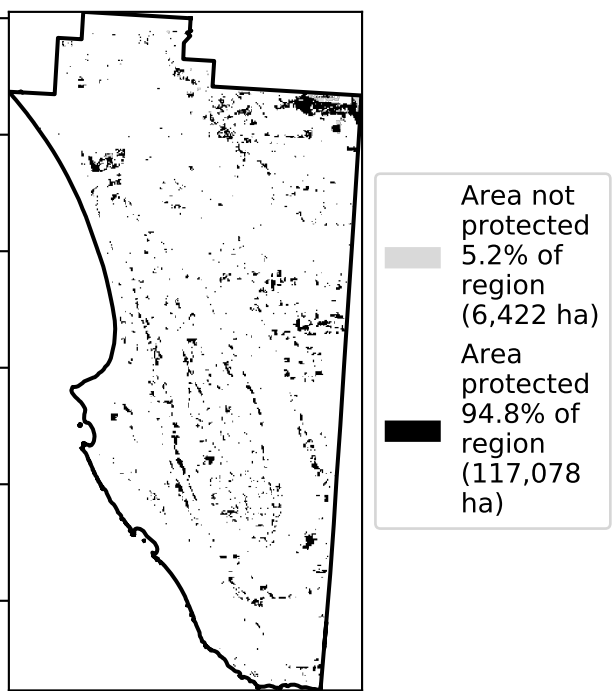 Area not
protected
5.2% of
region
(6,422 ha)
Area
protected
94.8% of
region
(117,078
ha)